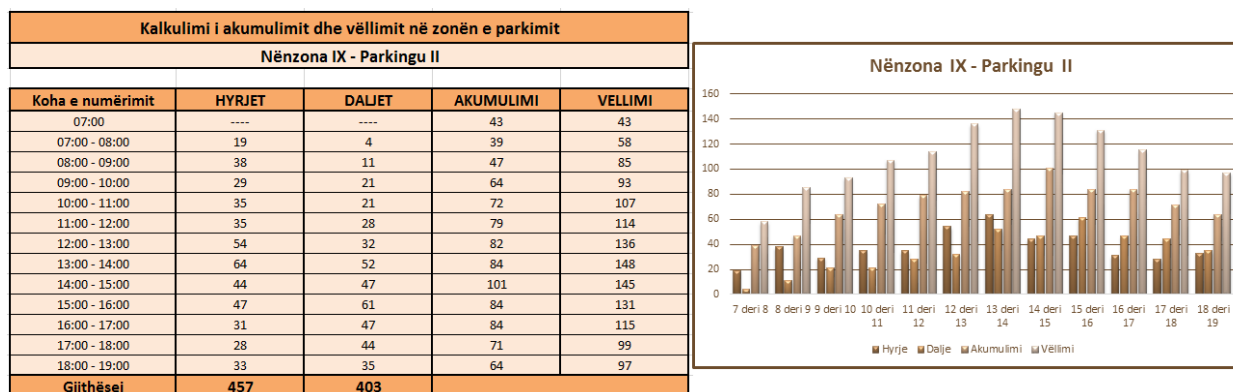 Kalkulimi i akumulimit dhe vëllimit në zonën e parkimit
Nënzona IX - Parkingu II
Koha e numërimit HYRJET DALJET AKUMULIMI VELLIMI
07:00 ---- ---- 43 43
07:00 - 08:00 19 4 39 58
08:00 - 09:00 38 11 47 85
09:00 - 10:00 29 21 64 93
10:00 - 11:00 35 21 72 107
11:00 - 12:00 35 28 79 114
12:00 - 13:00 54 32 82 136
13:00 - 14:00 64 52 84 148
14:00 - 15:00 44 47 101 145
15:00 - 16:00 47 61 84 131
16:00 - 17:00 31 47 84 115
17:00 - 18:00 28 44 71 99
18:00 - 19:00 33 35 64 97
Gjithësej 457 403
Nënzona IX - Parkingu II
160
140
120
100
80
60
40
20
0
7 deri 8 8 deri 9 9 deri 10 10 deri 11 11 deri 12 12 deri 13 13 deri 14 14 deri 15 15 deri 16 16 deri 17 17 deri 18 18 deri 19
Hyrje Dalje Akumulimi Vëllimi